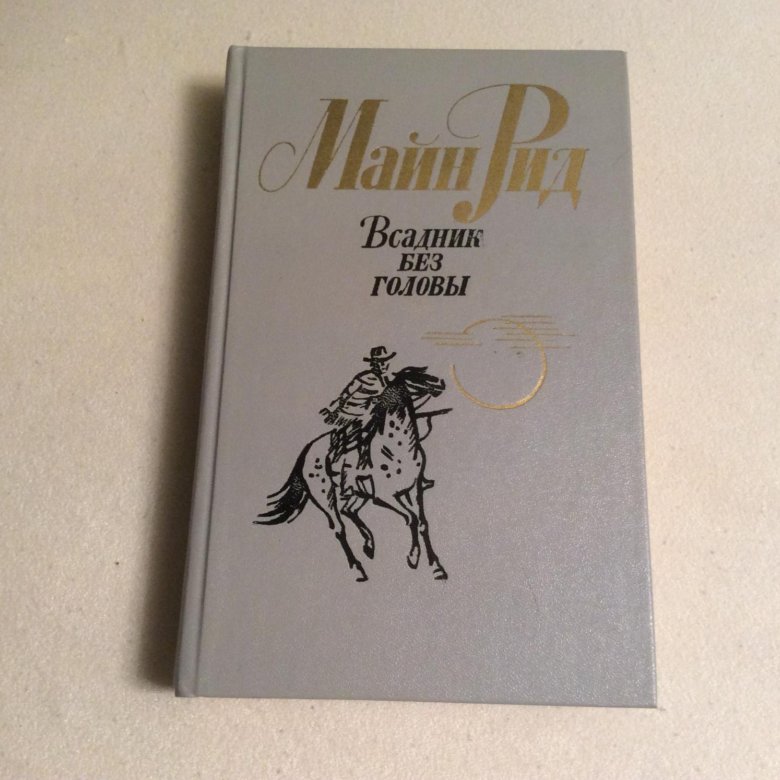 Майн Рид
Всадник
без
головы